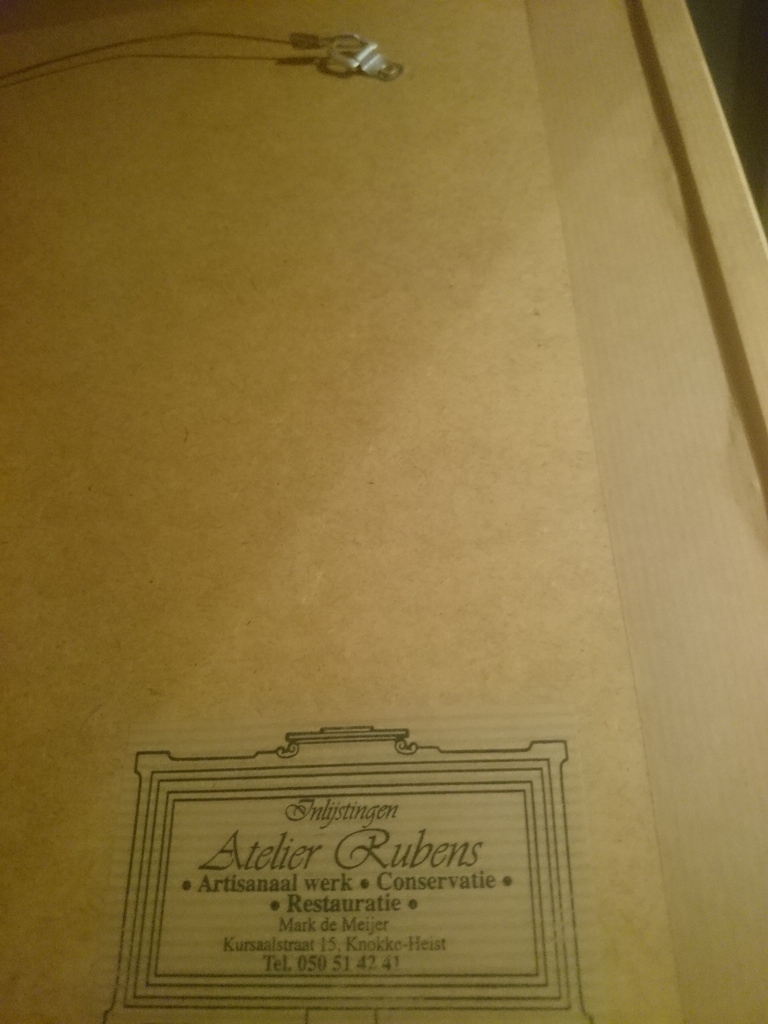 Inlijstingen
Atelier Rubens
• Artisanaal werk • Conservatie •
• Restauratie •
Mark de Meijer
Kursaalstraat 15, Knokke-Heist
Tel. 050 51 42 41